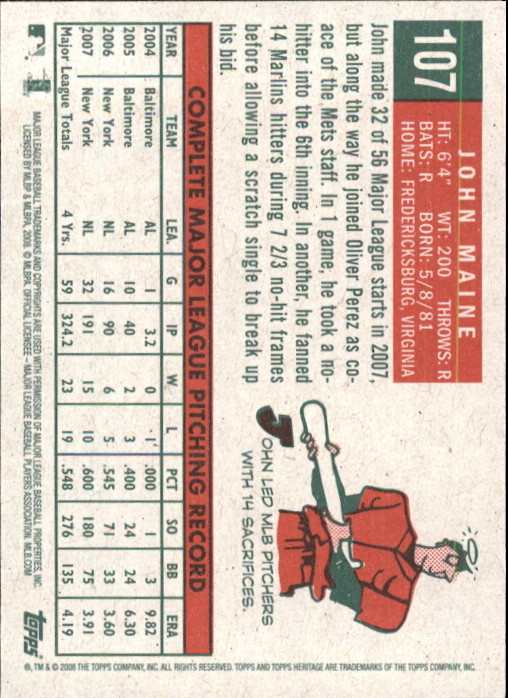 107
JOHN MAINE
HT: 6'4" WT: 200 THROWS: R
BATS: R BORN: 5/8/81
HOME: FREDERICKSBURG, VIRGINIA
John made 32 of 56 Major League starts in 2007,
but along the way he joined Oliver Perez as co-
ace of the Mets staff. In 1 game, he took a no-
hitter into the 6th inning. In another, he fanned
14 Marlins hitters during 7 2/3 no-hit frames
before allowing a scratch single to break up
his bid.
JOHN LED MLB PITCHERS
WITH 14 SACRIFICES.
COMPLETE MAJOR LEAGUE PITCHING RECORD
YEAR TEAM LEA. G IP W L PCT SO BB ERA
2004 Baltimore AL 1 3.2 0 1 .000 1 3 9.82
2005 Baltimore AL 10 40 2 3 .400 24 24 6.30
2006 New York NL 16 90 6 5 .545 71 33 3.60
2007 New York NL 32 191 15 10 .600 180 75 3.91
Major League Totals 4 Yrs. 59 324.2 23 19 .548 276 135 4.19
MAJOR LEAGUE BASEBALL TRADEMARKS AND COPYRIGHTS ARE USED WITH PERMISSION OF MAJOR LEAGUE BASEBALL PROPERTIES, INC.
LICENSED BY MLBP & MLBPA, 2008. © MLBPA. OFFICIAL LICENSEE - MAJOR LEAGUE BASEBALL PLAYERS ASSOCIATION. MLB.COM
topps
®, TM & © 2008 THE TOPPS COMPANY, INC. ALL RIGHTS RESERVED. TOPPS AND TOPPS HERITAGE ARE TRADEMARKS OF THE TOPPS COMPANY, INC.